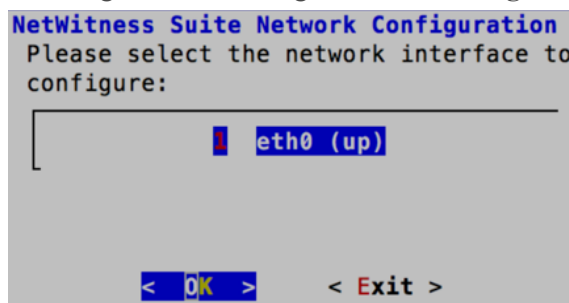 NetWitness Suite Network Configuration
Please select the network interface to
configure:
1 eth0 (up)
< OK > < Exit >